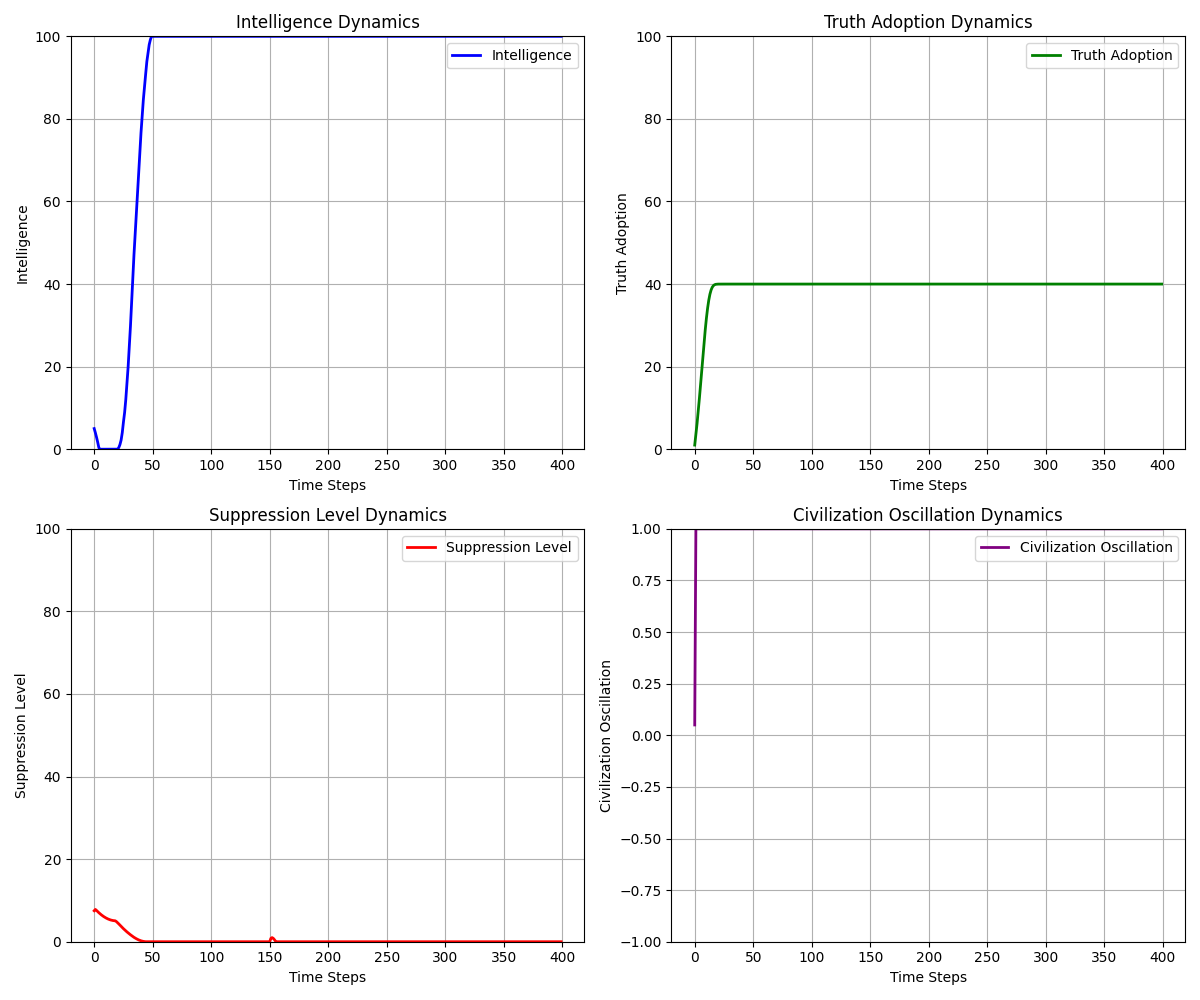 Intelligence Dynamics
Intelligence
100
80
60
40
20
0
Intelligence
0 50 100 150 200 250 300 350 400
Time Steps
Truth Adoption Dynamics
Truth Adoption
100
80
60
40
20
0
Truth Adoption
0 50 100 150 200 250 300 350 400
Time Steps
Suppression Level Dynamics
Suppression Level
100
80
60
40
20
0
Suppression Level
0 50 100 150 200 250 300 350 400
Time Steps
Civilization Oscillation Dynamics
Civilization Oscillation
1.00
0.75
0.50
0.25
0.00
−0.25
−0.50
−0.75
−1.00
Civilization Oscillation
0 50 100 150 200 250 300 350 400
Time Steps